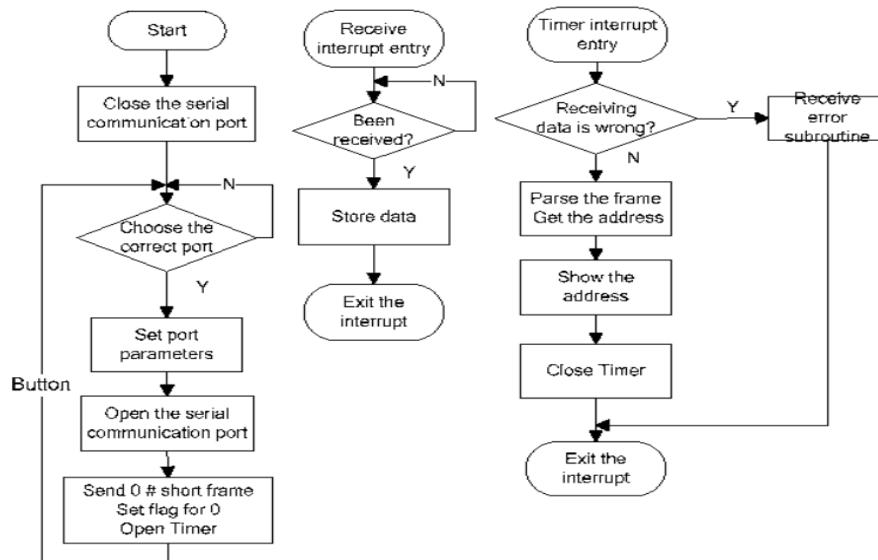 Start
Close the serial
communication port
N
Choose the
correct port
Y
Set port
parameters
Button
Open the serial
communication port
Send 0 # short frame
Set flag for 0
Open Timer
Receive
interrupt entry
N
Been
received?
Y
Store data
Exit the
interrupt
Timer interrupt
entry
Receiving
data is wrong?
Y
Receive
error
subroutine
N
Parse the frame
Get the address
Show the
address
Close Timer
Exit the
interrupt